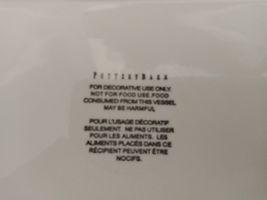 POTTERY BARN
FOR DECORATIVE USE ONLY.
NOT FOR FOOD USE. FOOD
CONSUMED FROM THIS VESSEL
MAY BE HARMFUL
POUR L'USAGE DÉCORATIF
SEULEMENT. NE PAS UTILISER
POUR LES ALIMENTS. LES
ALIMENTS PLACÉS DANS CE
RÉCIPIENT PEUVENT ÊTRE
NOCIFS.